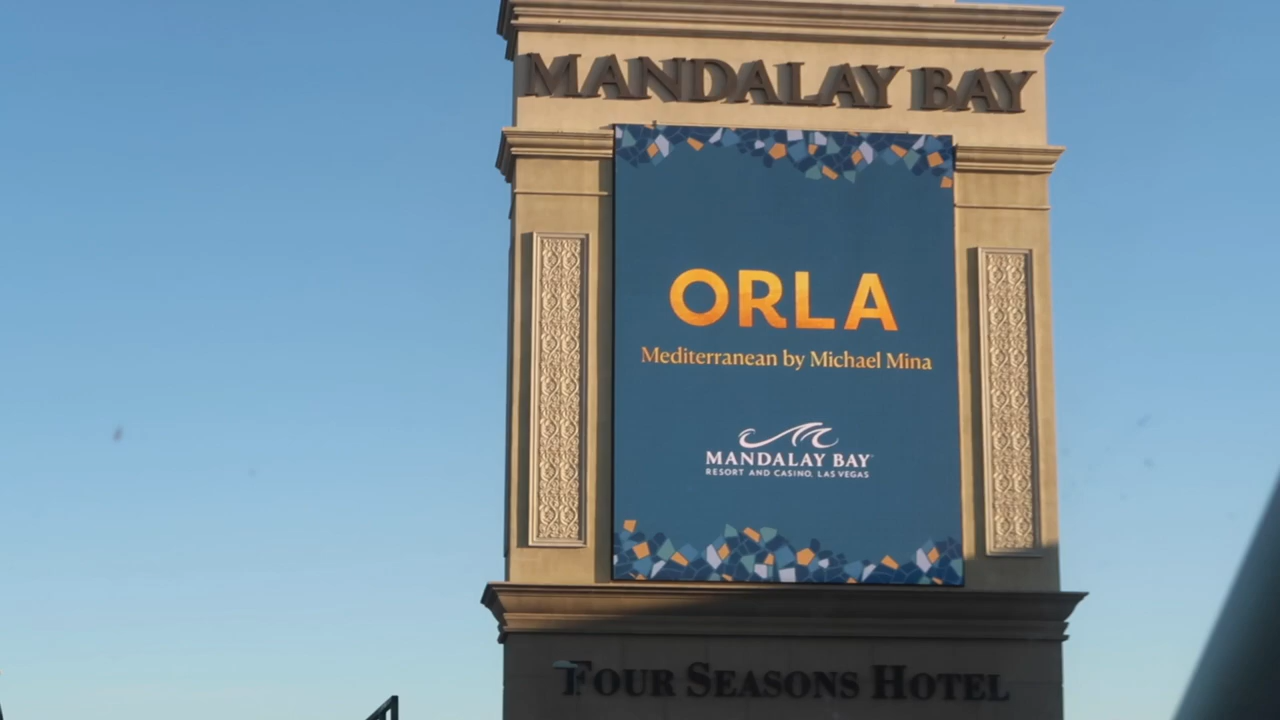 MANDALAY BAY
ORLA
Mediterranean by Michael Mina
MANDALAY BAY
RESORT AND CASINO, LAS VEGAS
FOUR SEASONS HOTEL